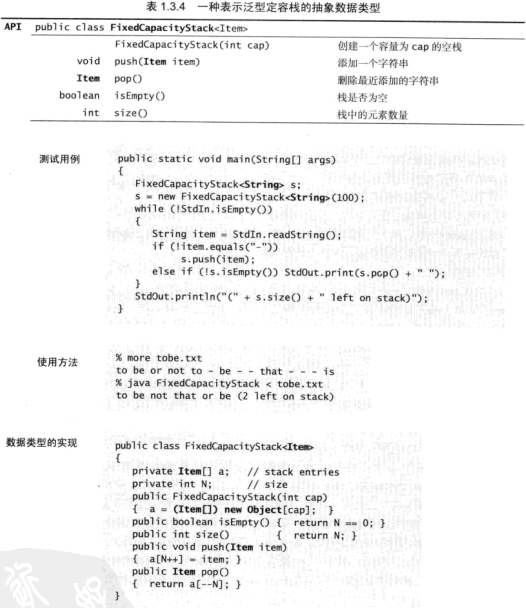 表 1.3.4 一种表示泛型定容栈的抽象数据类型
API public class FixedCapacityStack<Item>
FixedCapacityStack(int cap) 创建一个容量为 cap 的空栈
void push(Item item) 添加一个字符串
Item pop() 删除最近添加的字符串
boolean isEmpty() 栈是否为空
int size() 栈中的元素数量
测试用例 public static void main(String[] args)
{
FixedCapacityStack<String> s;
s = new FixedCapacityStack<String>(100);
while (!StdIn.isEmpty())
{
String item = StdIn.readString();
if (!item.equals("-"))
s.push(item);
else if (!s.isEmpty()) StdOut.print(s.pop() + " ");
}
StdOut.println("(" + s.size() + " left on stack)");
}
使用方法 % more tobe.txt
to be or not to - be - - that - - - is
% java FixedCapacityStack < tobe.txt
to be not that or be (2 left on stack)
数据类型的实现 public class FixedCapacityStack<Item>
{
private Item[] a; // stack entries
private int N; // size
public FixedCapacityStack(int cap)
{ a = (Item[]) new Object[cap]; }
public boolean isEmpty() { return N == 0; }
public int size() { return N; }
public void push(Item item)
{ a[N++] = item; }
public Item pop()
{ return a[--N]; }
}